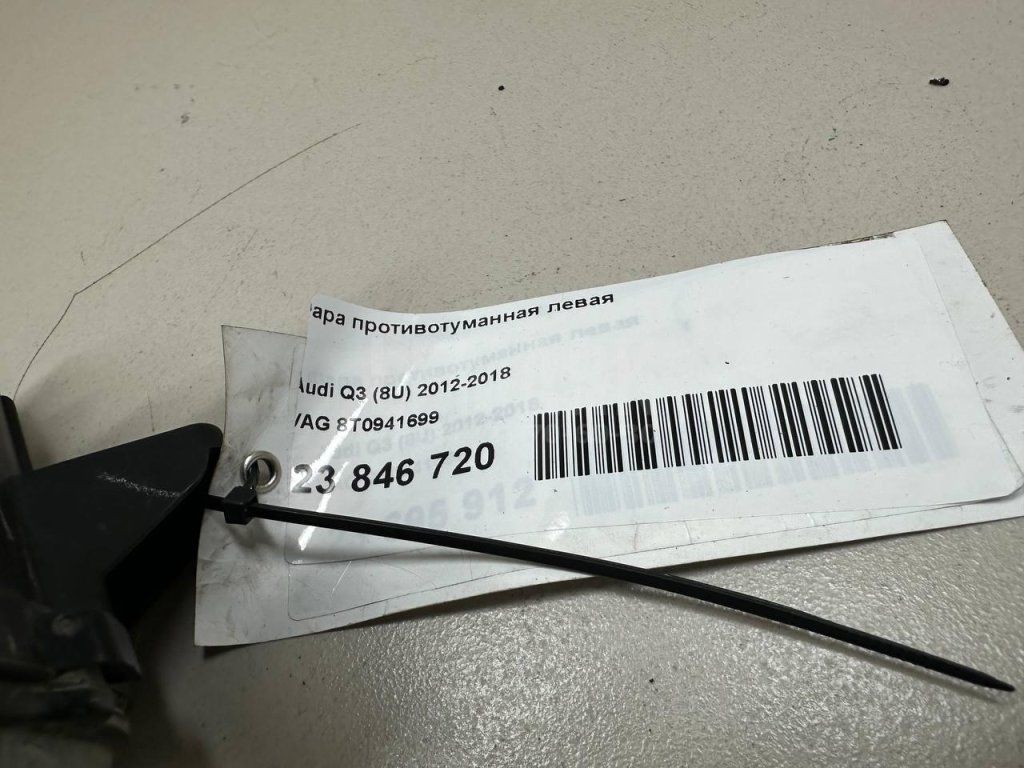 ара противотуманная левая
Audi Q3 (8U) 2012-2018
VAG 8T0941699
23 846 720